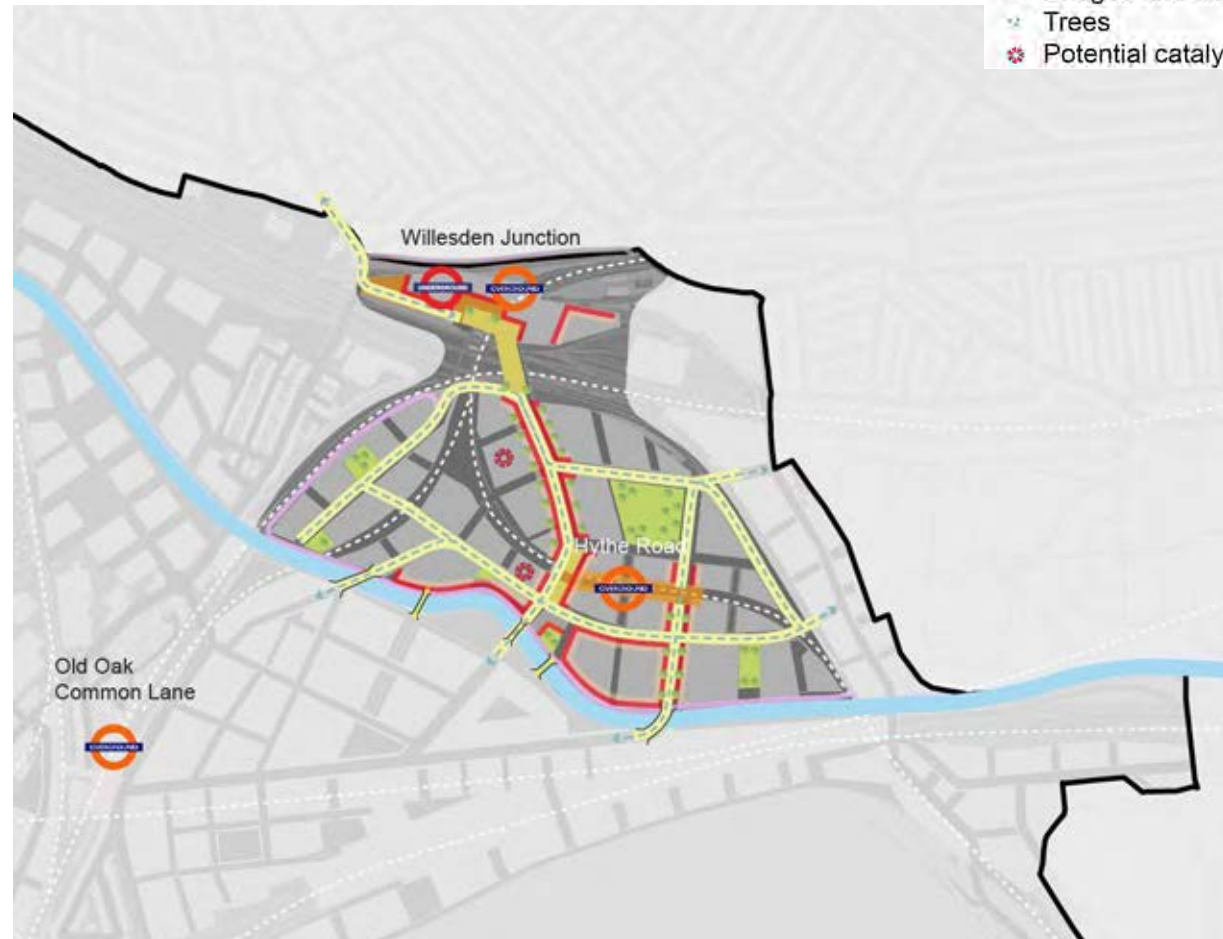 Trees
Potential cataly
Willesden Junction
UNDERGROUND
OVERGROUND
Hythe Road
OVERGROUND
Old Oak
Common Lane
OVERGROUND